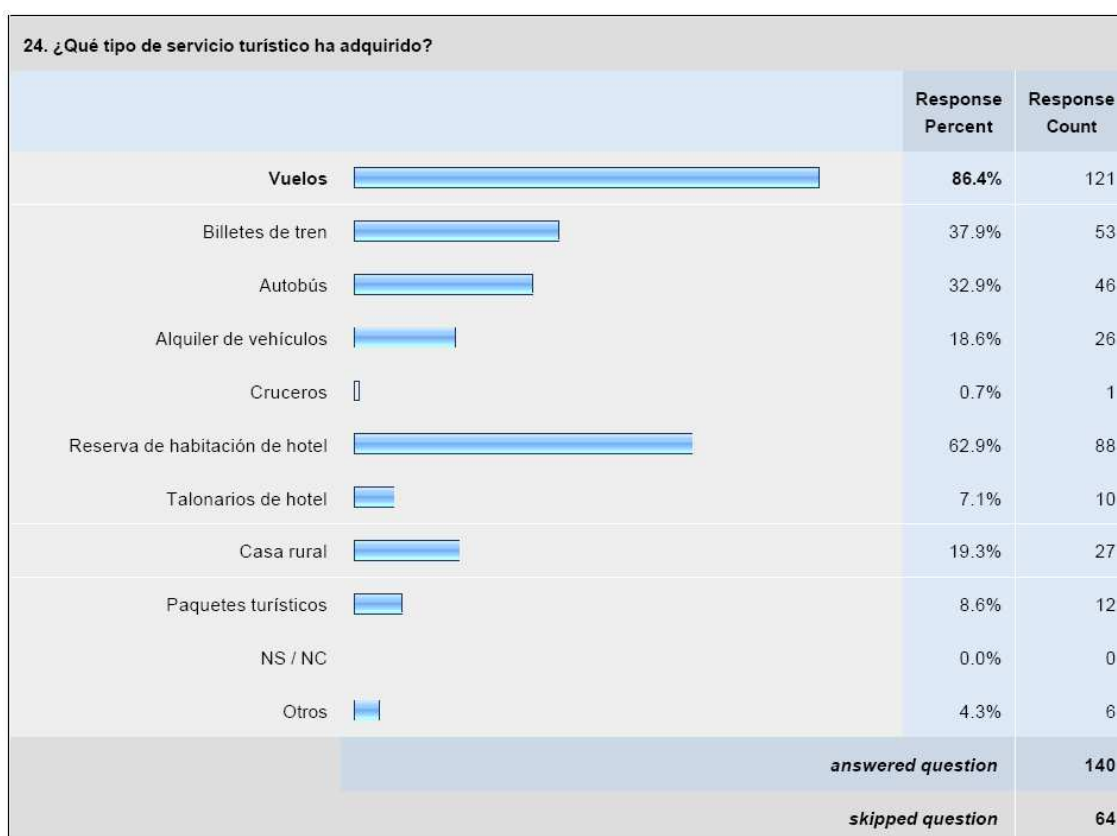 24. ¿Qué tipo de servicio turístico ha adquirido?
Response Percent
Response Count
Vuelos 86.4% 121
Billetes de tren 37.9% 53
Autobús 32.9% 46
Alquiler de vehículos 18.6% 26
Cruceros 0.7% 1
Reserva de habitación de hotel 62.9% 88
Talonarios de hotel 7.1% 10
Casa rural 19.3% 27
Paquetes turísticos 8.6% 12
NS / NC 0.0% 0
Otros 4.3% 6
answered question 140
skipped question 64